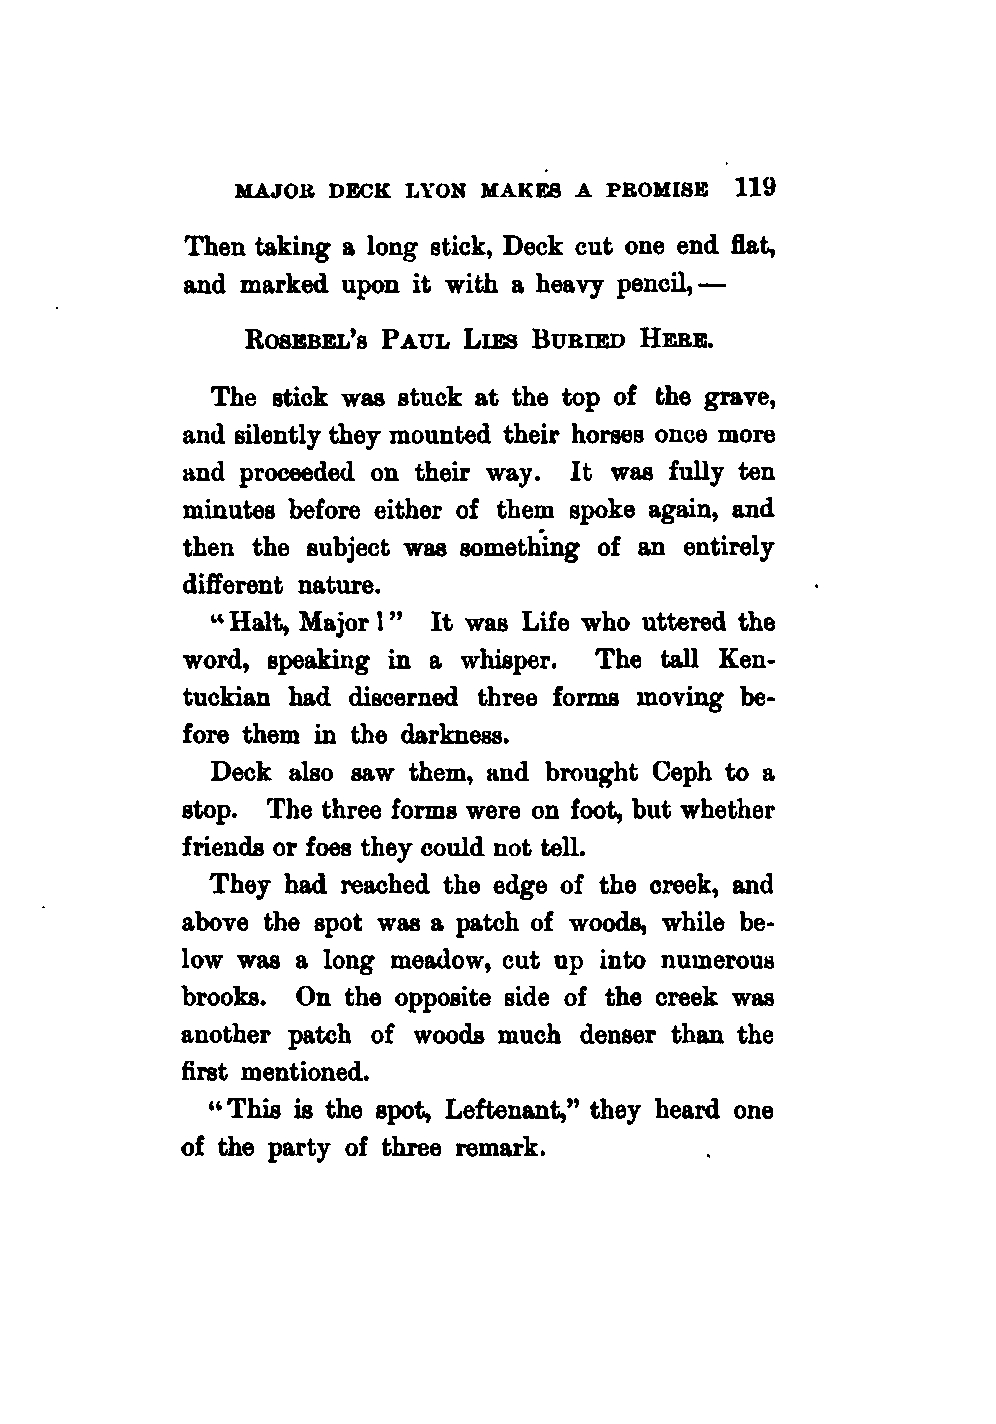 MAJOR DECK LYON MAKES A PROMISE 119
Then taking a long stick, Deck cut one end flat,
and marked upon it with a heavy pencil,—
Rosebel's Paul Lies Buried Here.
The stick was stuck at the top of the grave,
and silently they mounted their horses once more
and proceeded on their way. It was fully ten
minutes before either of them spoke again, and
then the subject was something of an entirely
different nature.
"Halt, Major!" It was Life who uttered the
word, speaking in a whisper. The tall Ken-
tuckian had discerned three forms moving be-
fore them in the darkness.
Deck also saw them, and brought Ceph to a
stop. The three forms were on foot, but whether
friends or foes they could not tell.
They had reached the edge of the creek, and
above the spot was a patch of woods, while be-
low was a long meadow, cut up into numerous
brooks. On the opposite side of the creek was
another patch of woods much denser than the
first mentioned.
"This is the spot, Leftenant," they heard one
of the party of three remark.